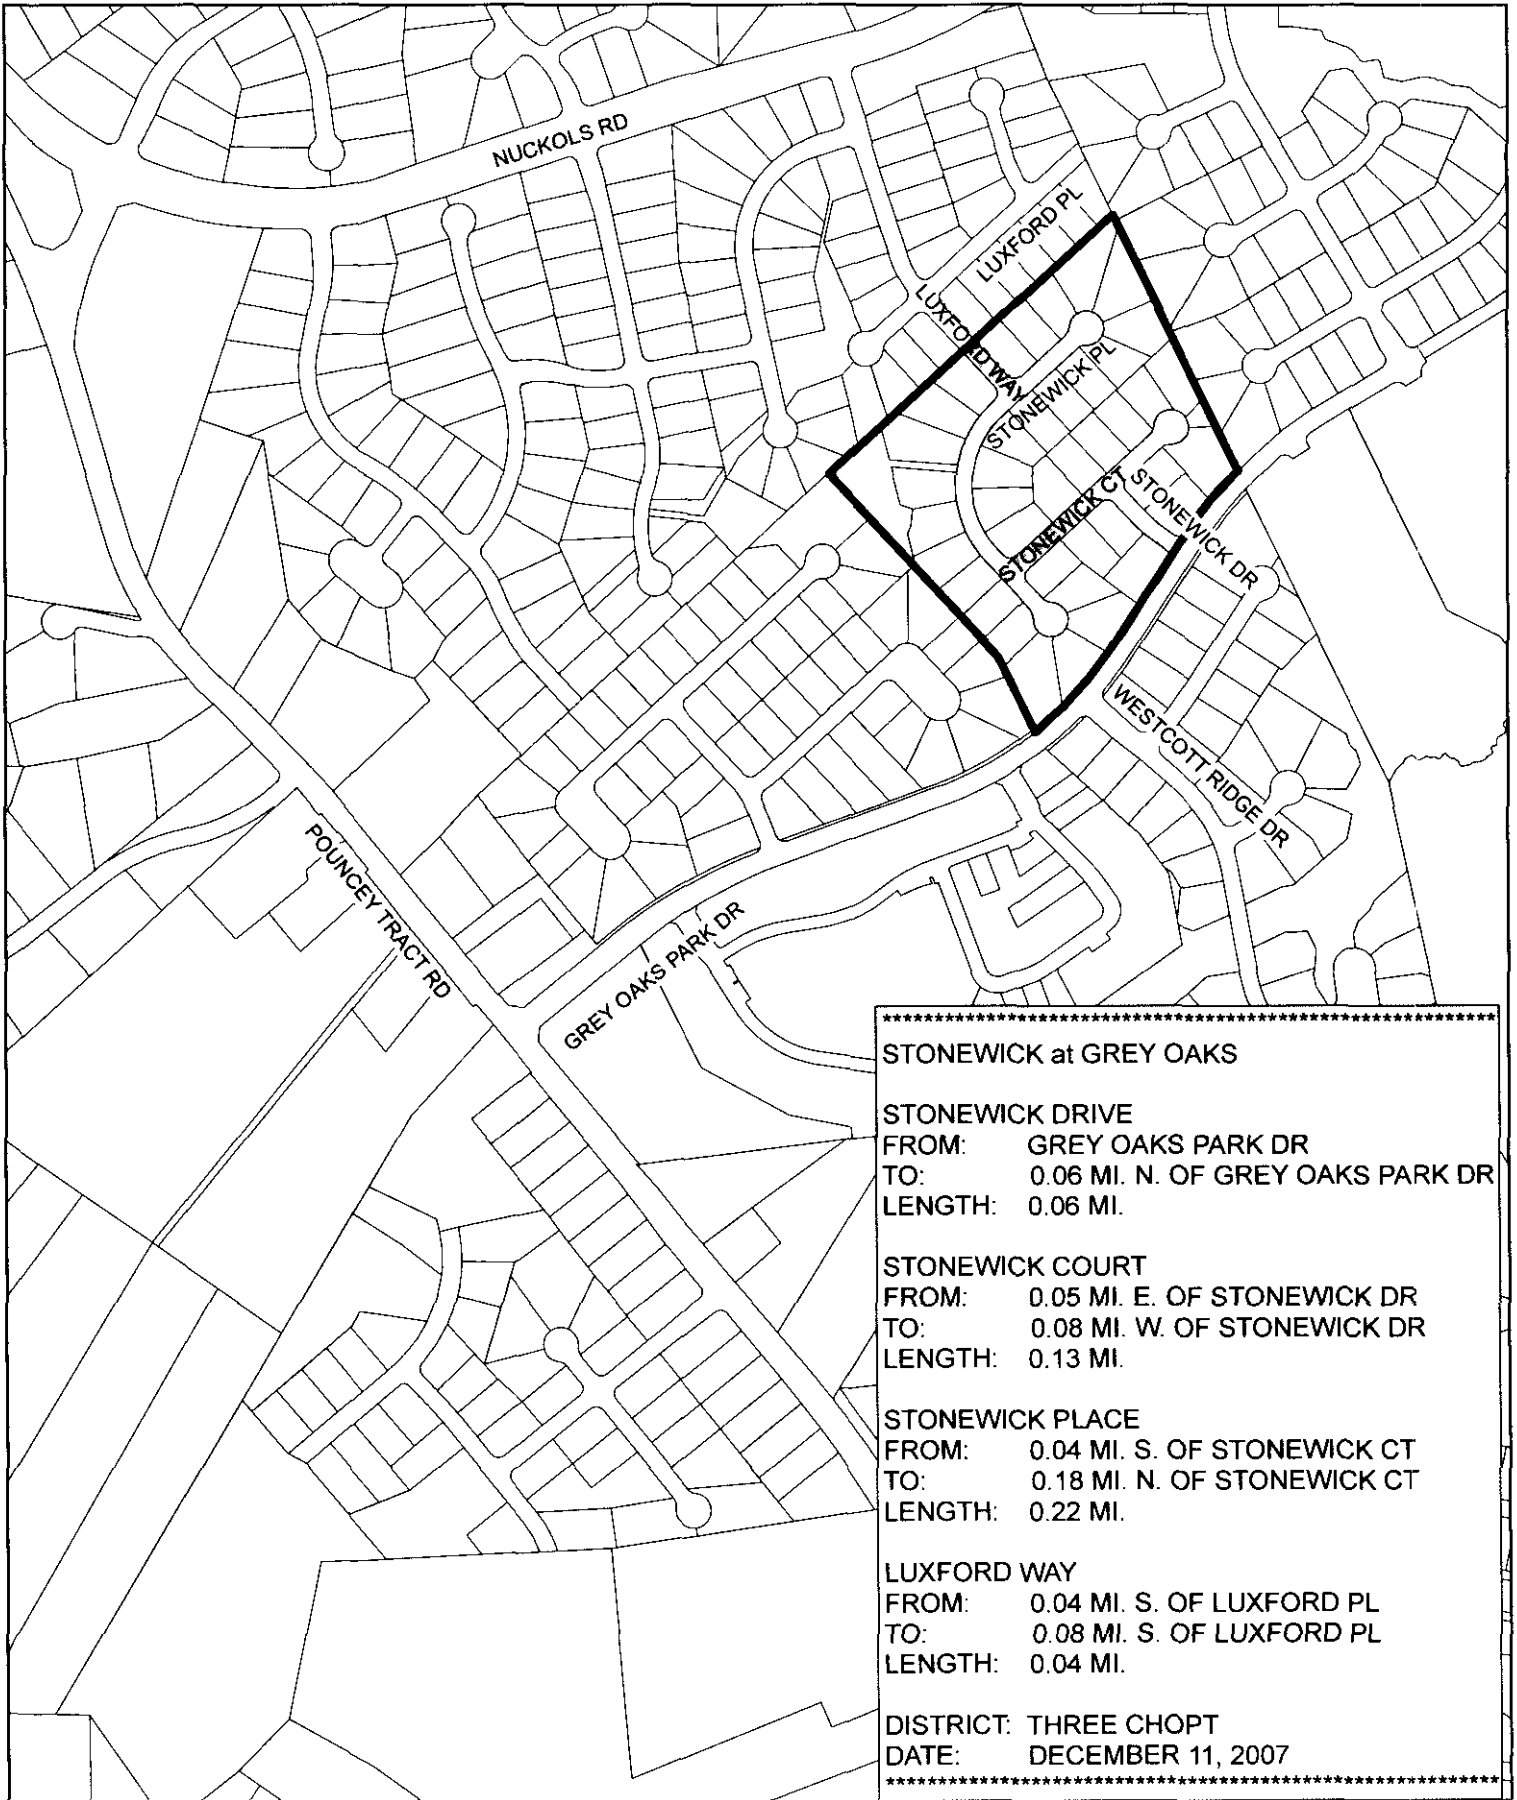 NUCKOLS RD
LUXFORD PL
LUXFORD WAY
STONEWICK PL
STONEWICK CT
STONEWICK DR
WESTCOTT RIDGE DR
POUNCEY TRACT RD
GREY OAKS PARK DR
************************************************************
STONEWICK at GREY OAKS
STONEWICK DRIVE
FROM: GREY OAKS PARK DR
TO: 0.06 MI. N. OF GREY OAKS PARK DR
LENGTH: 0.06 MI.
STONEWICK COURT
FROM: 0.05 MI. E. OF STONEWICK DR
TO: 0.08 MI. W. OF STONEWICK DR
LENGTH: 0.13 MI.
STONEWICK PLACE
FROM: 0.04 MI. S. OF STONEWICK CT
TO: 0.18 MI. N. OF STONEWICK CT
LENGTH: 0.22 MI.
LUXFORD WAY
FROM: 0.04 MI. S. OF LUXFORD PL
TO: 0.08 MI. S. OF LUXFORD PL
LENGTH: 0.04 MI.
DISTRICT: THREE CHOPT
DATE: DECEMBER 11, 2007
************************************************************